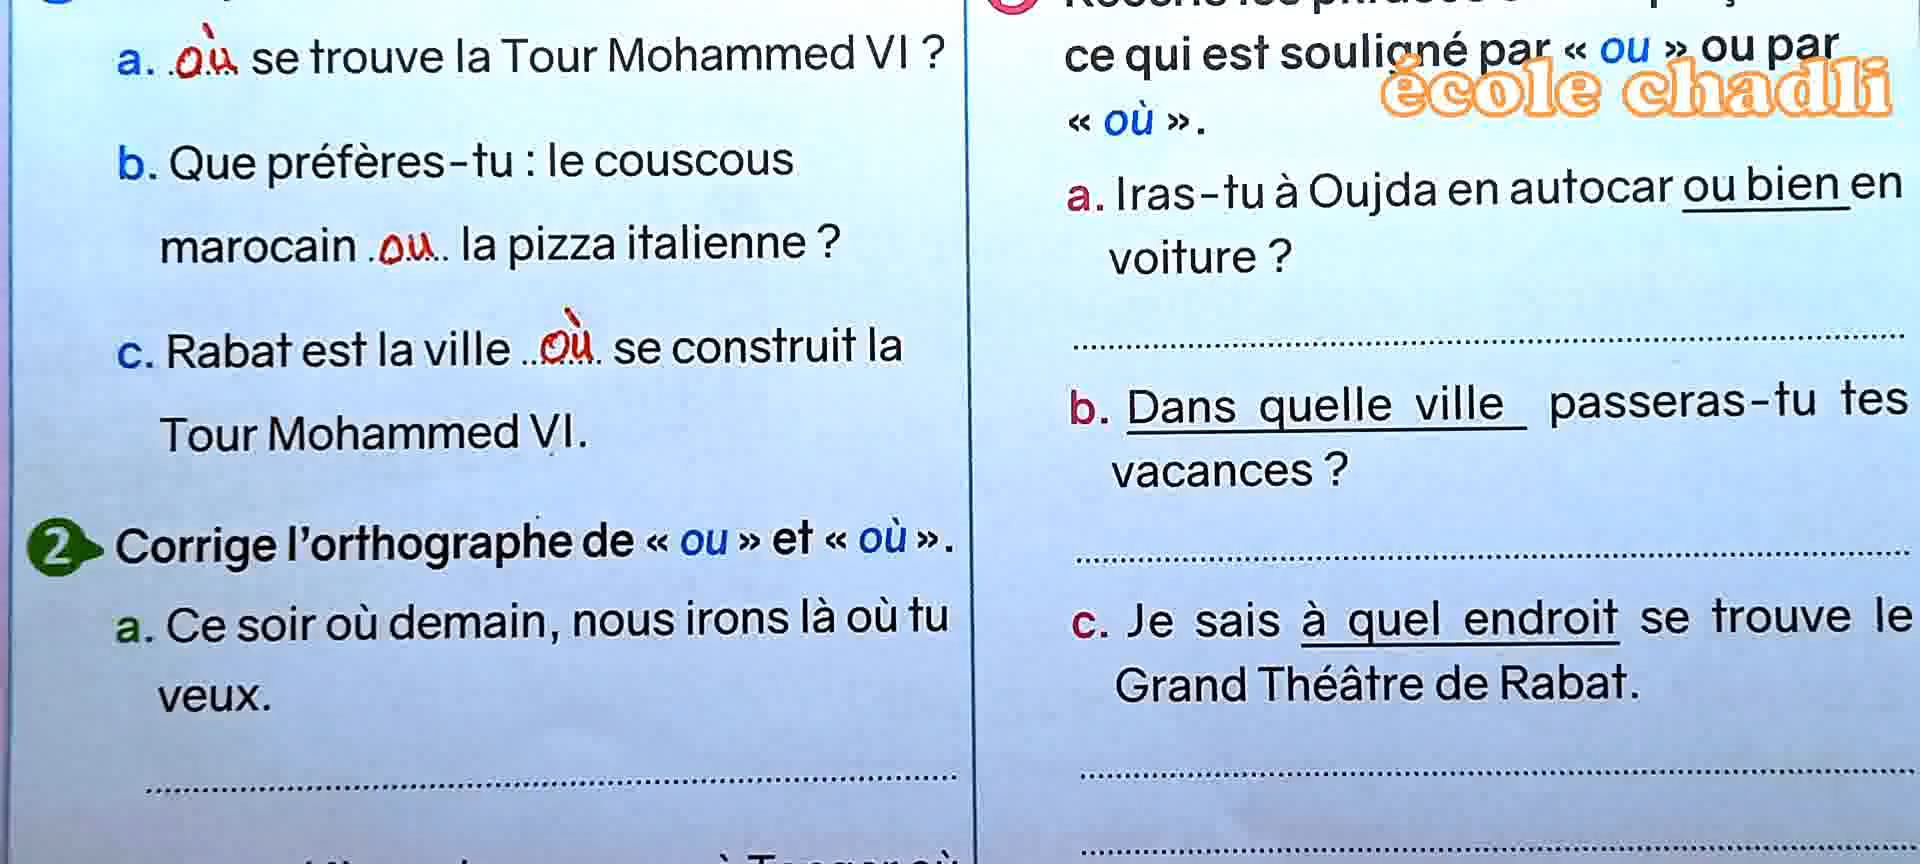 a. où se trouve la Tour Mohammed VI ?
b. Que préfères-tu : le couscous
marocain .ou.. la pizza italienne ?
c. Rabat est la ville ..où.. se construit la
Tour Mohammed VI.
2 Corrige l'orthographe de « ou » et « où ».
a. Ce soir où demain, nous irons là où tu
veux.
ce qui est souligné par « ou » ou par
école chadli
« où ».
a. Iras-tu à Oujda en autocar ou bien en
voiture ?
b. Dans quelle ville passeras-tu tes
vacances ?
c. Je sais à quel endroit se trouve le
Grand Théâtre de Rabat.